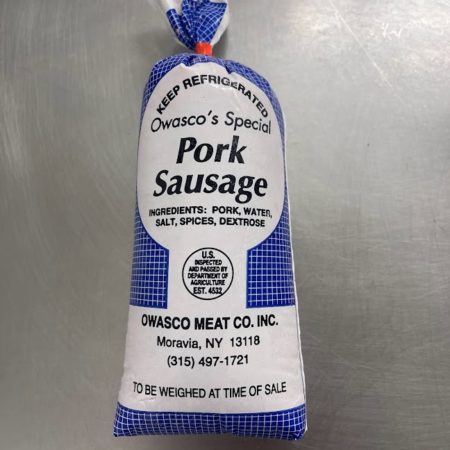 KEEP REFRIGERATED
Owasco's Special
Pork
Sausage
INGREDIENTS: PORK, WATER,
SALT, SPICES, DEXTROSE
U.S.
INSPECTED
AND PASSED BY
DEPARTMENT OF
AGRICULTURE
EST. 4532
OWASCO MEAT CO. INC.
Moravia, NY 13118
(315) 497-1721
TO BE WEIGHED AT TIME OF SALE